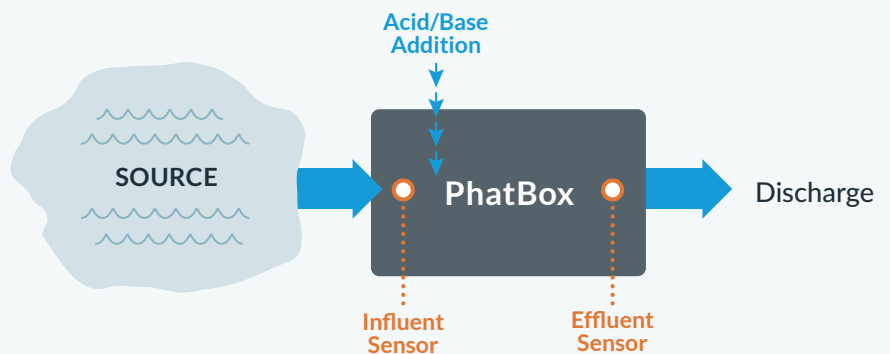 Acid/Base
Addition
SOURCE
PhatBox
Discharge
Influent
Sensor
Effluent
Sensor